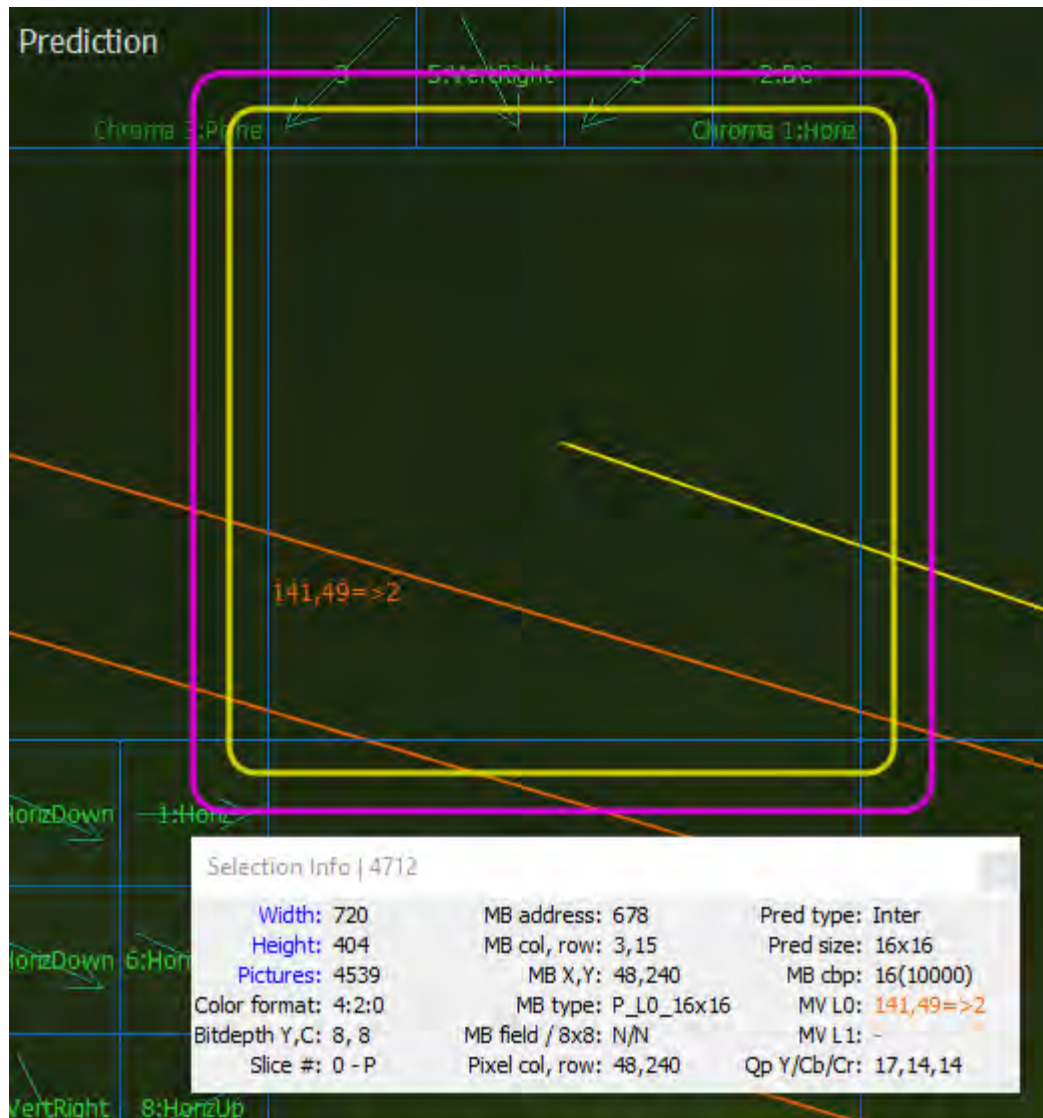 Prediction
3 5:VertRight 3 2:DC
Chroma 3:Plane Chroma 1:Horiz
141,49=>2
HorizDown 1:Horiz
Selection Info | 4712
Width: 720 MB address: 678 Pred type: Inter
Height: 404 MB col, row: 3,15 Pred size: 16x16
HorizDown 6:Hori Pictures: 4539 MB X,Y: 48,240 MB cbp: 16(10000)
Color format: 4:2:0 MB type: P_L0_16x16 MV L0: 141,49=>2
Bitdepth Y,C: 8, 8 MB field / 8x8: N/N MV L1: -
Slice #: 0 - P Pixel col, row: 48,240 Qp Y/Cb/Cr: 17,14,14
VertRight 8:HorizUp